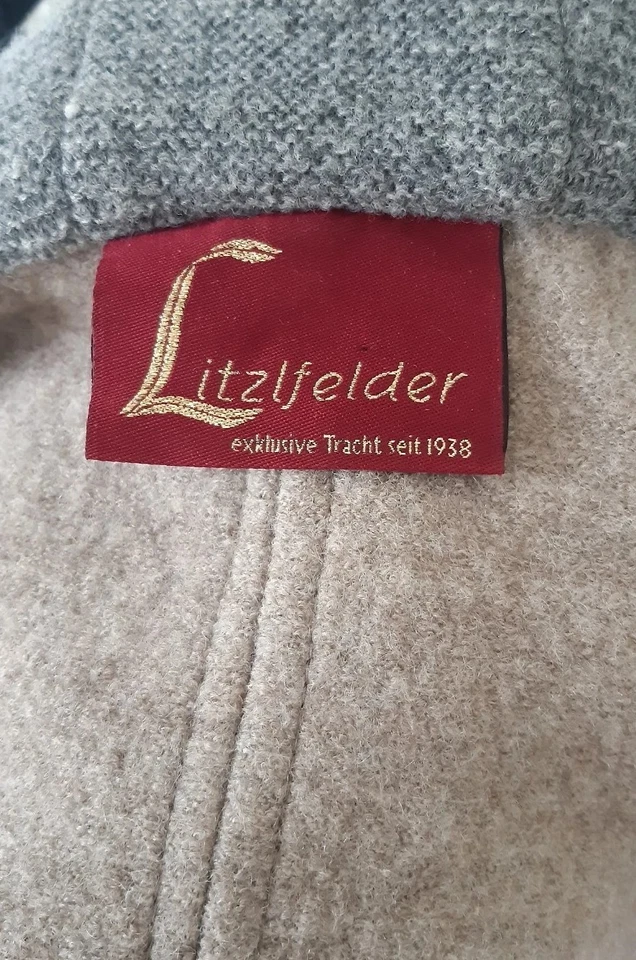 Litzlfelder
exklusive Tracht seit 1938